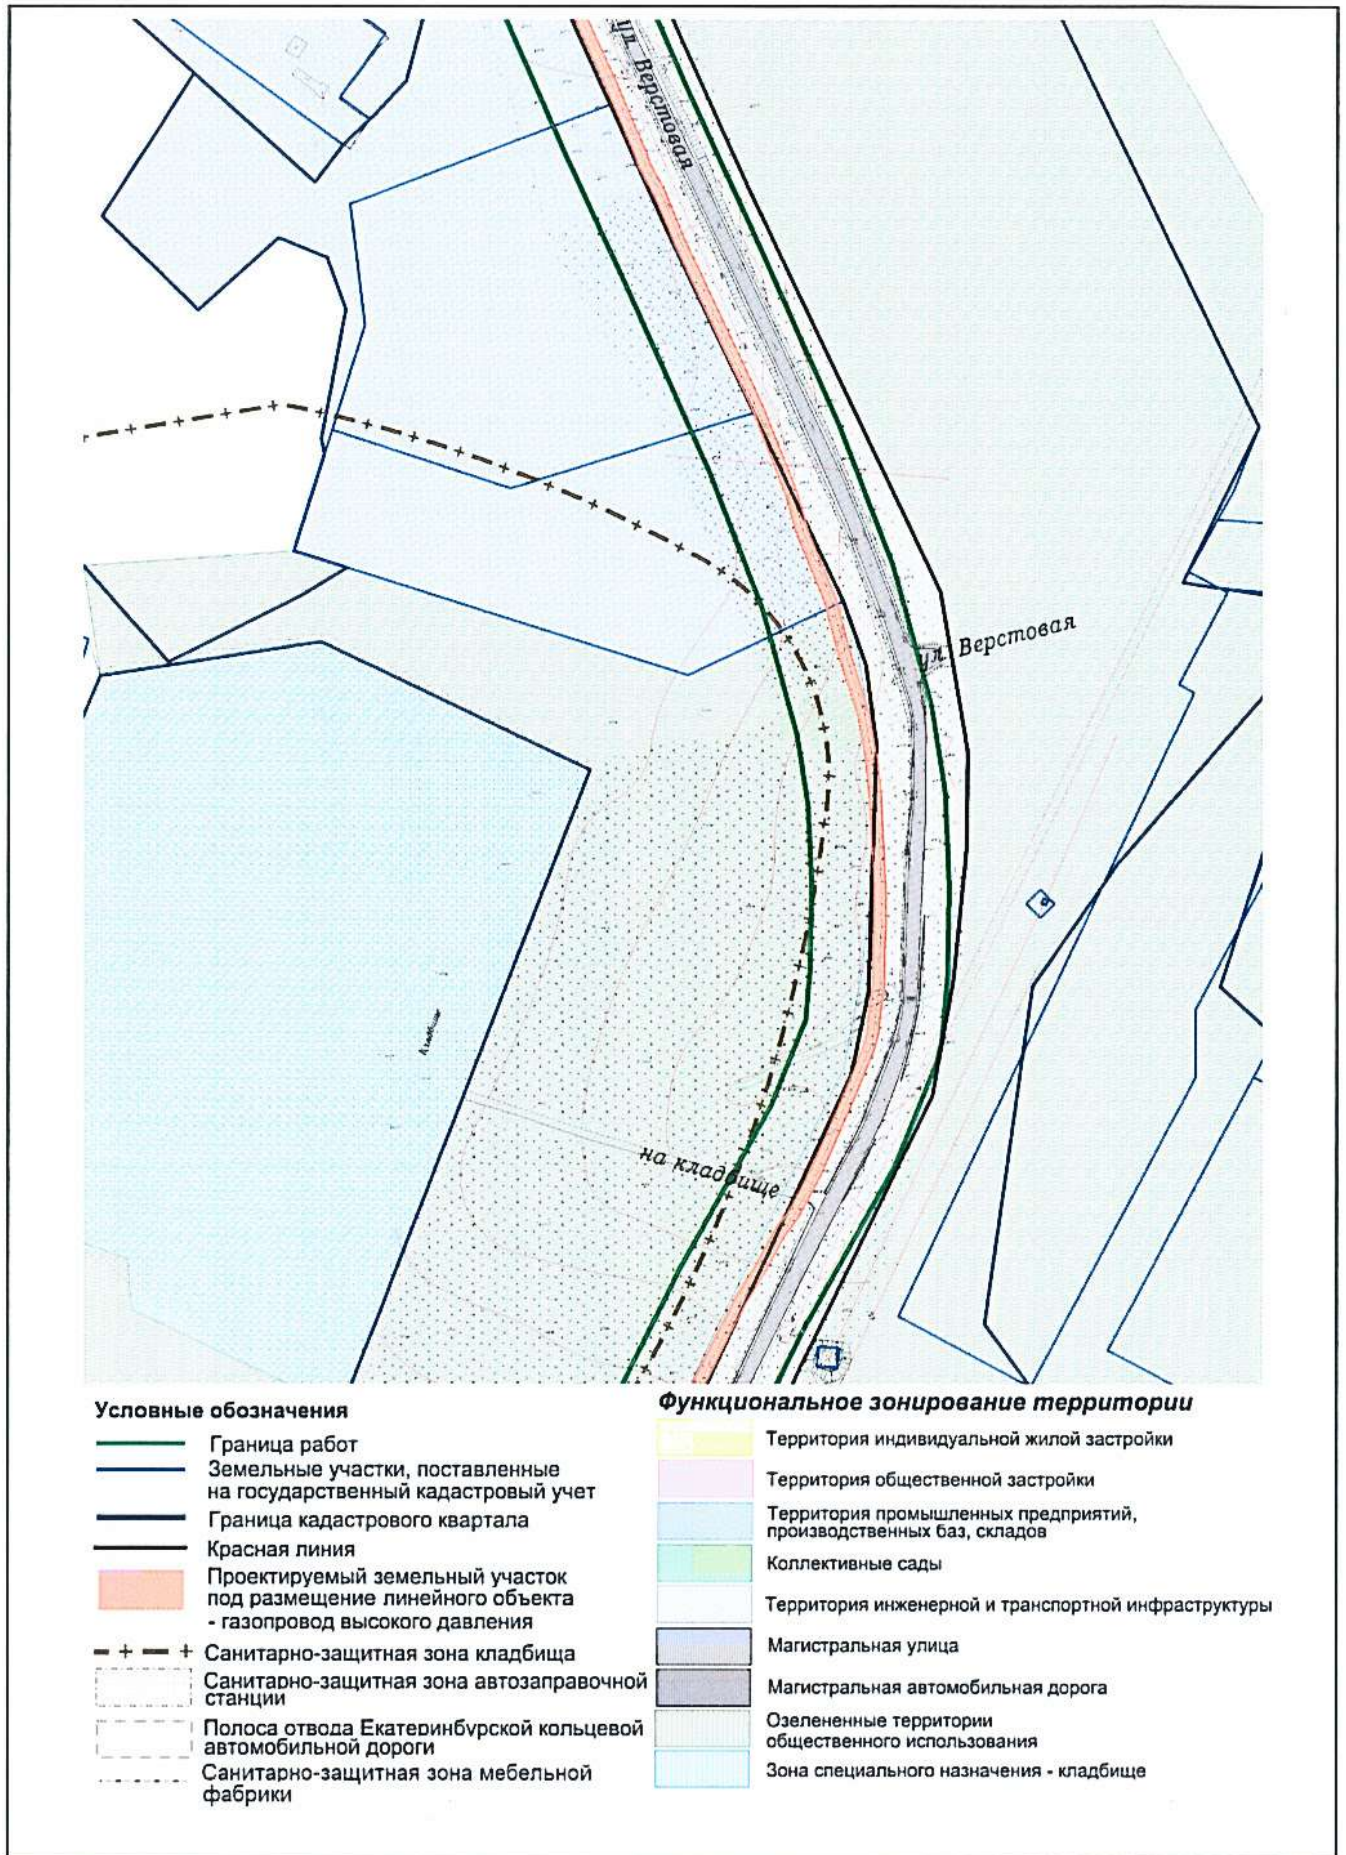 ул. Верстовая
ул. Верстовая
на кладбище
Условные обозначения
Граница работ
Земельные участки, поставленные
на государственный кадастровый учет
Граница кадастрового квартала
Красная линия
Проектируемый земельный участок
под размещение линейного объекта
- газопровод высокого давления
Санитарно-защитная зона кладбища
Санитарно-защитная зона автозаправочной
станции
Полоса отвода Екатеринбурской кольцевой
автомобильной дороги
Санитарно-защитная зона мебельной
фабрики
Функциональное зонирование территории
Территория индивидуальной жилой застройки
Территория общественной застройки
Территория промышленных предприятий,
производственных баз, складов
Коллективные сады
Территория инженерной и транспортной инфраструктуры
Магистральная улица
Магистральная автомобильная дорога
Озелененные территории
общественного использования
Зона специального назначения - кладбище